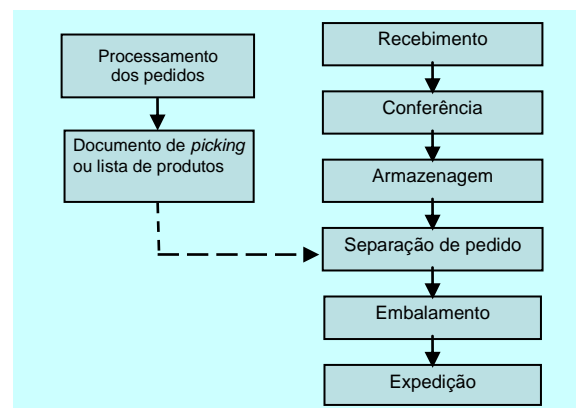 Processamento
dos pedidos
Documento de picking
ou lista de produtos
Recebimento
Conferência
Armazenagem
Separação de pedido
Embalamento
Expedição